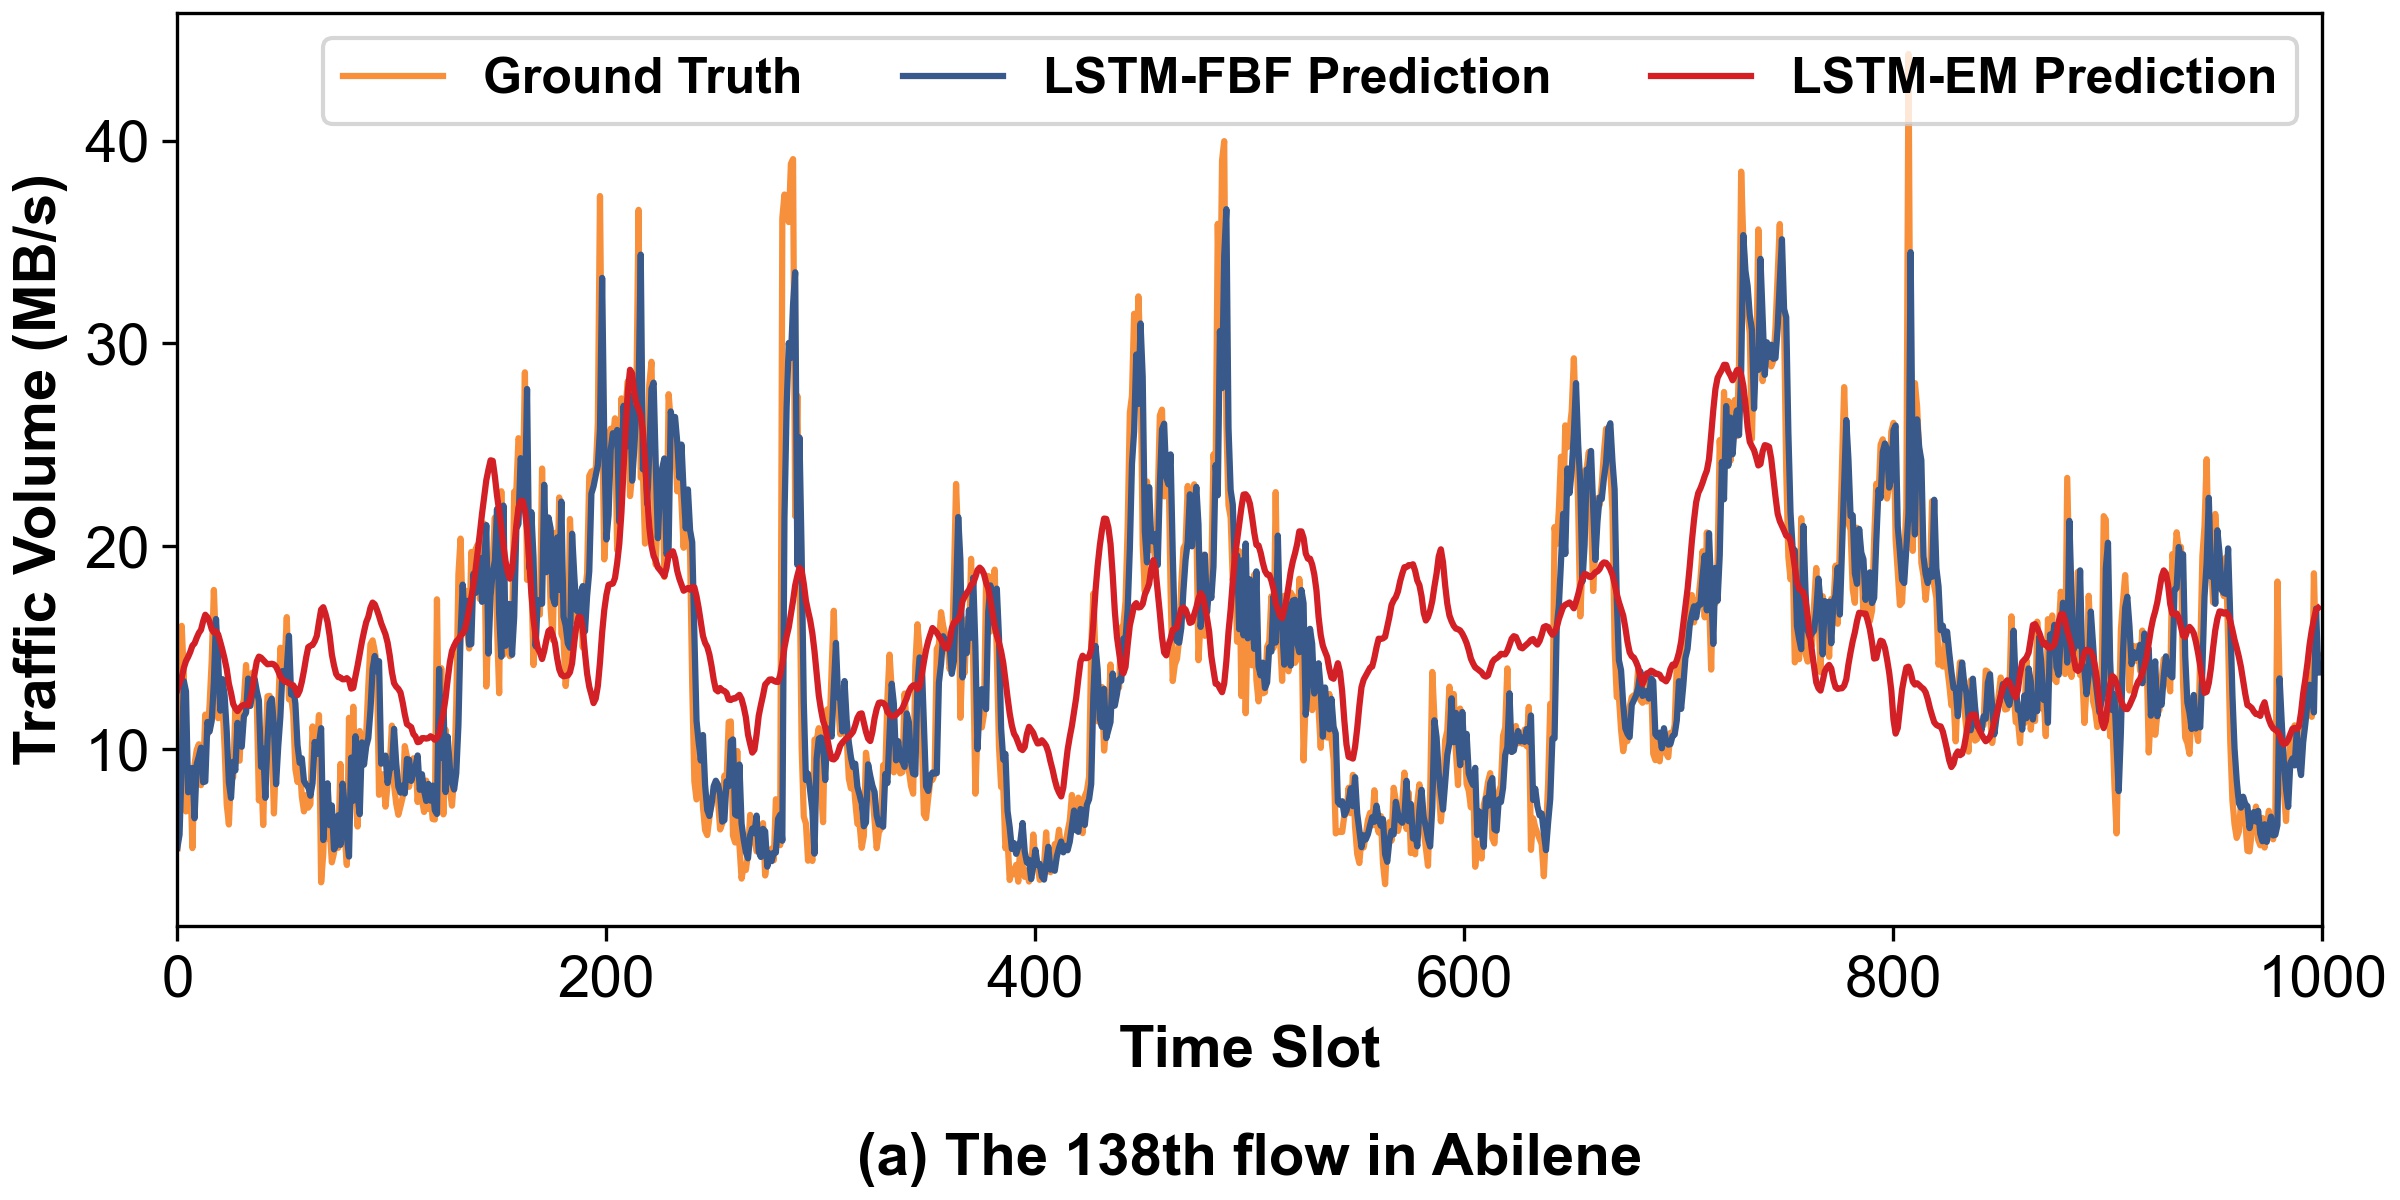 Ground Truth LSTM-FBF Prediction LSTM-EM Prediction
Traffic Volume (MB/s)
40
30
20
10
0 200 400 600 800 1000
Time Slot
(a) The 138th flow in Abilene